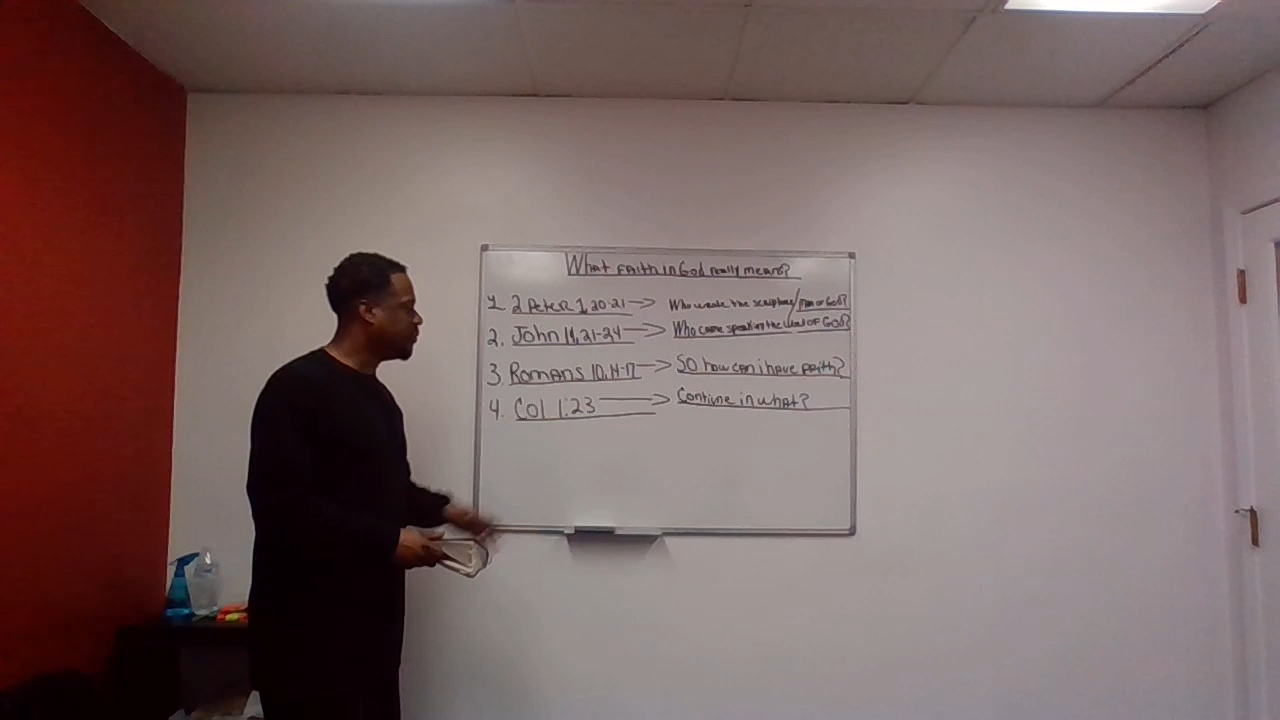 What Faith in God really means?
1. 2 Peter 1,20-21 → Who wrote the scriptures / Man or God?
2. John 14,21-24 → Who came speaking the word OF GOD?
3. Romans 10,14-17 → SO how can i have faith?
4. Col 1:23 → Continue in what?